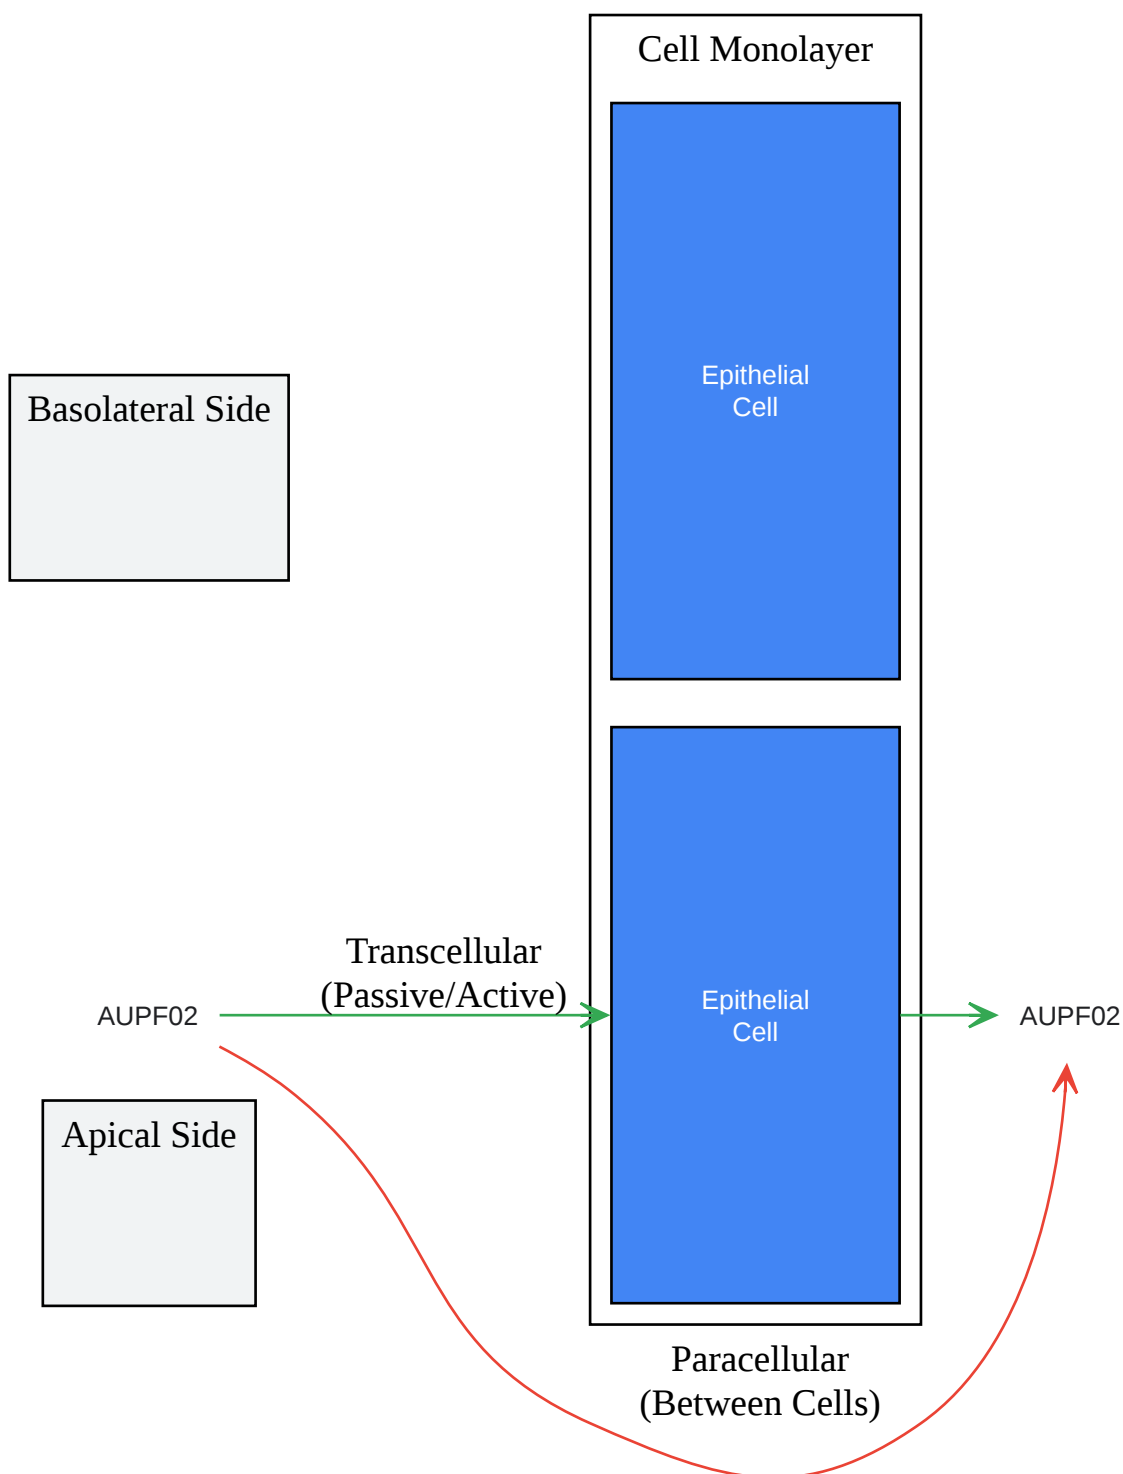 Cell Monolayer
Epithelial
Cell
Basolateral Side
Transcellular
(Passive/Active)
AUPF02
Epithelial
Cell
AUPF02
Apical Side
Paracellular
(Between Cells)